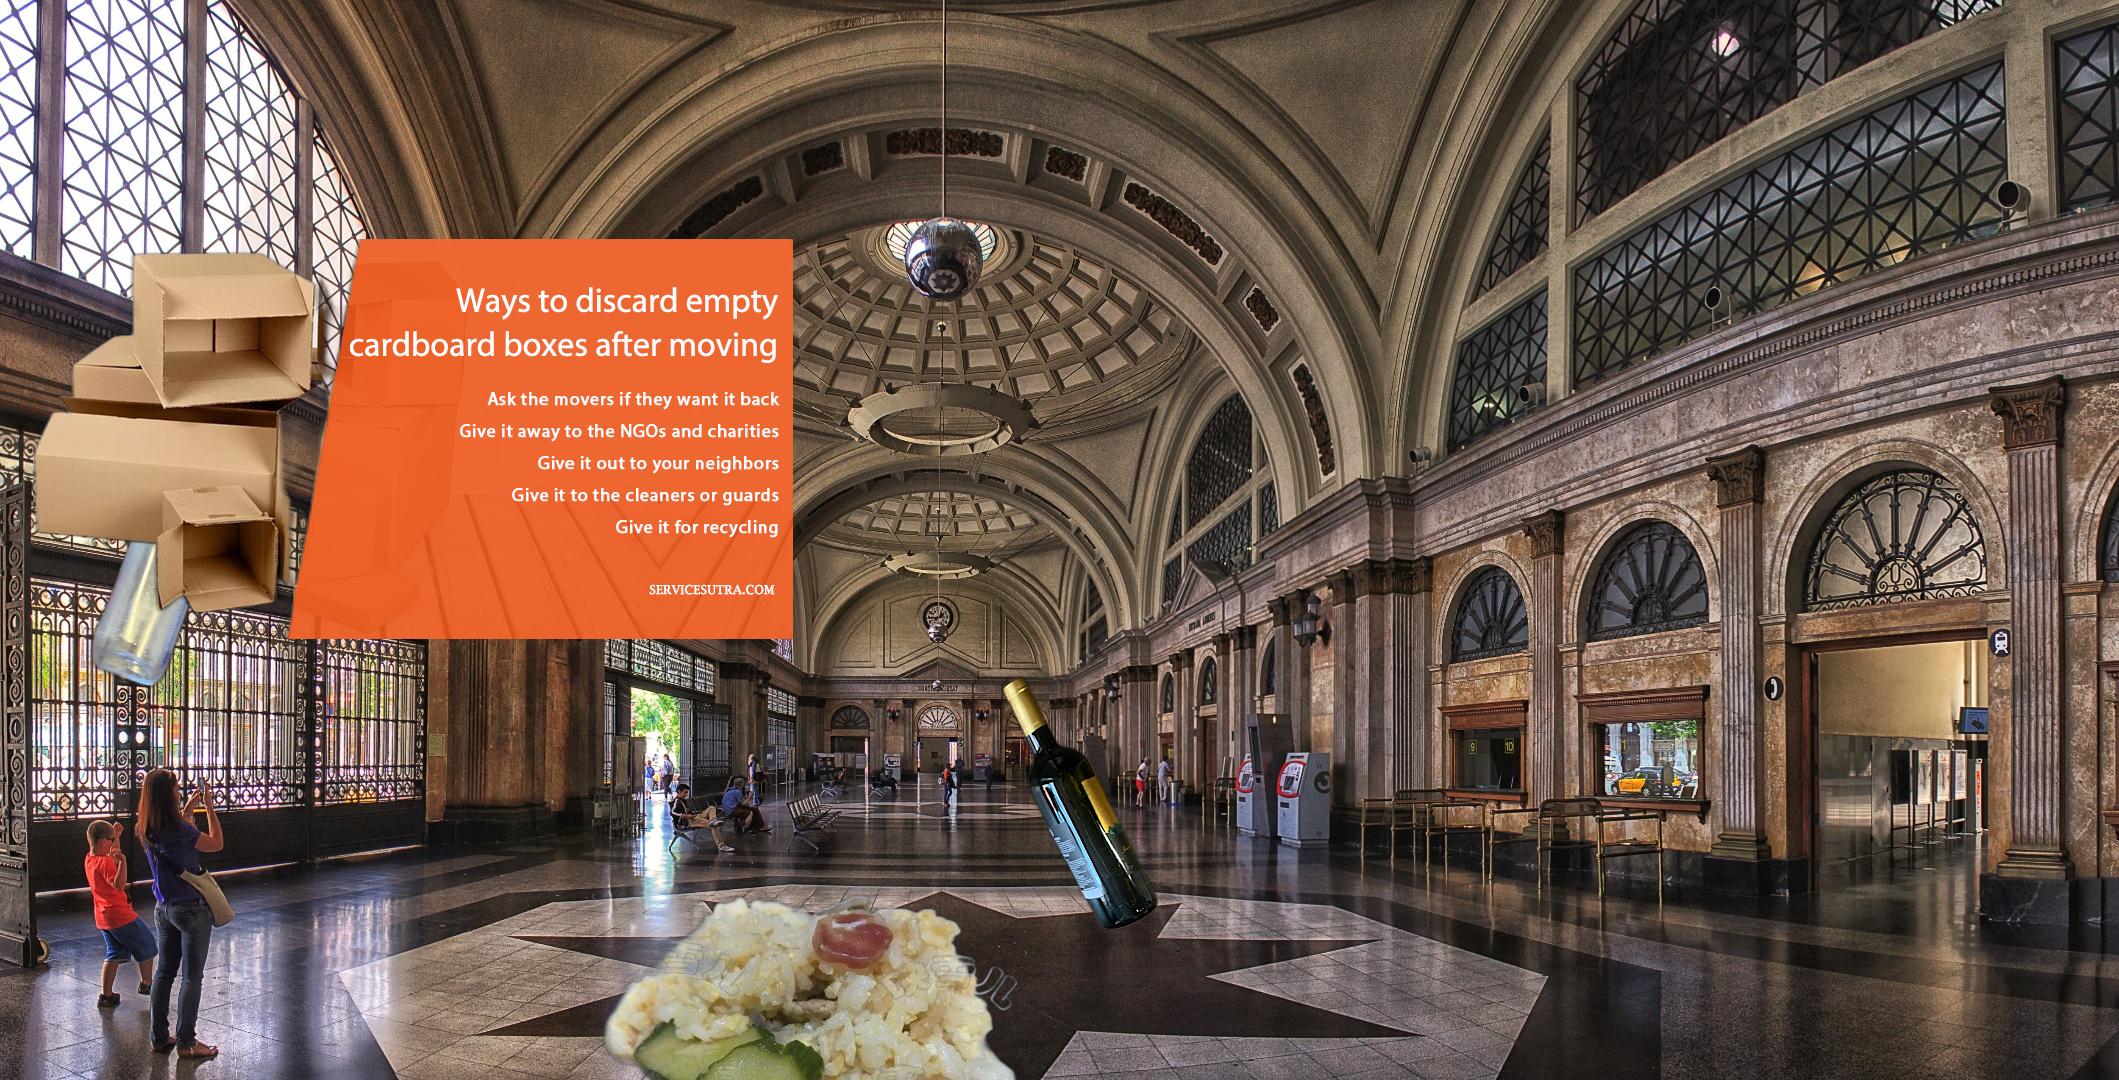 Ways to discard empty
cardboard boxes after moving
Ask the movers if they want it back
Give it away to the NGOs and charities
Give it out to your neighbors
Give it to the cleaners or guards
Give it for recycling
SERVICESUTRA.COM
9
10